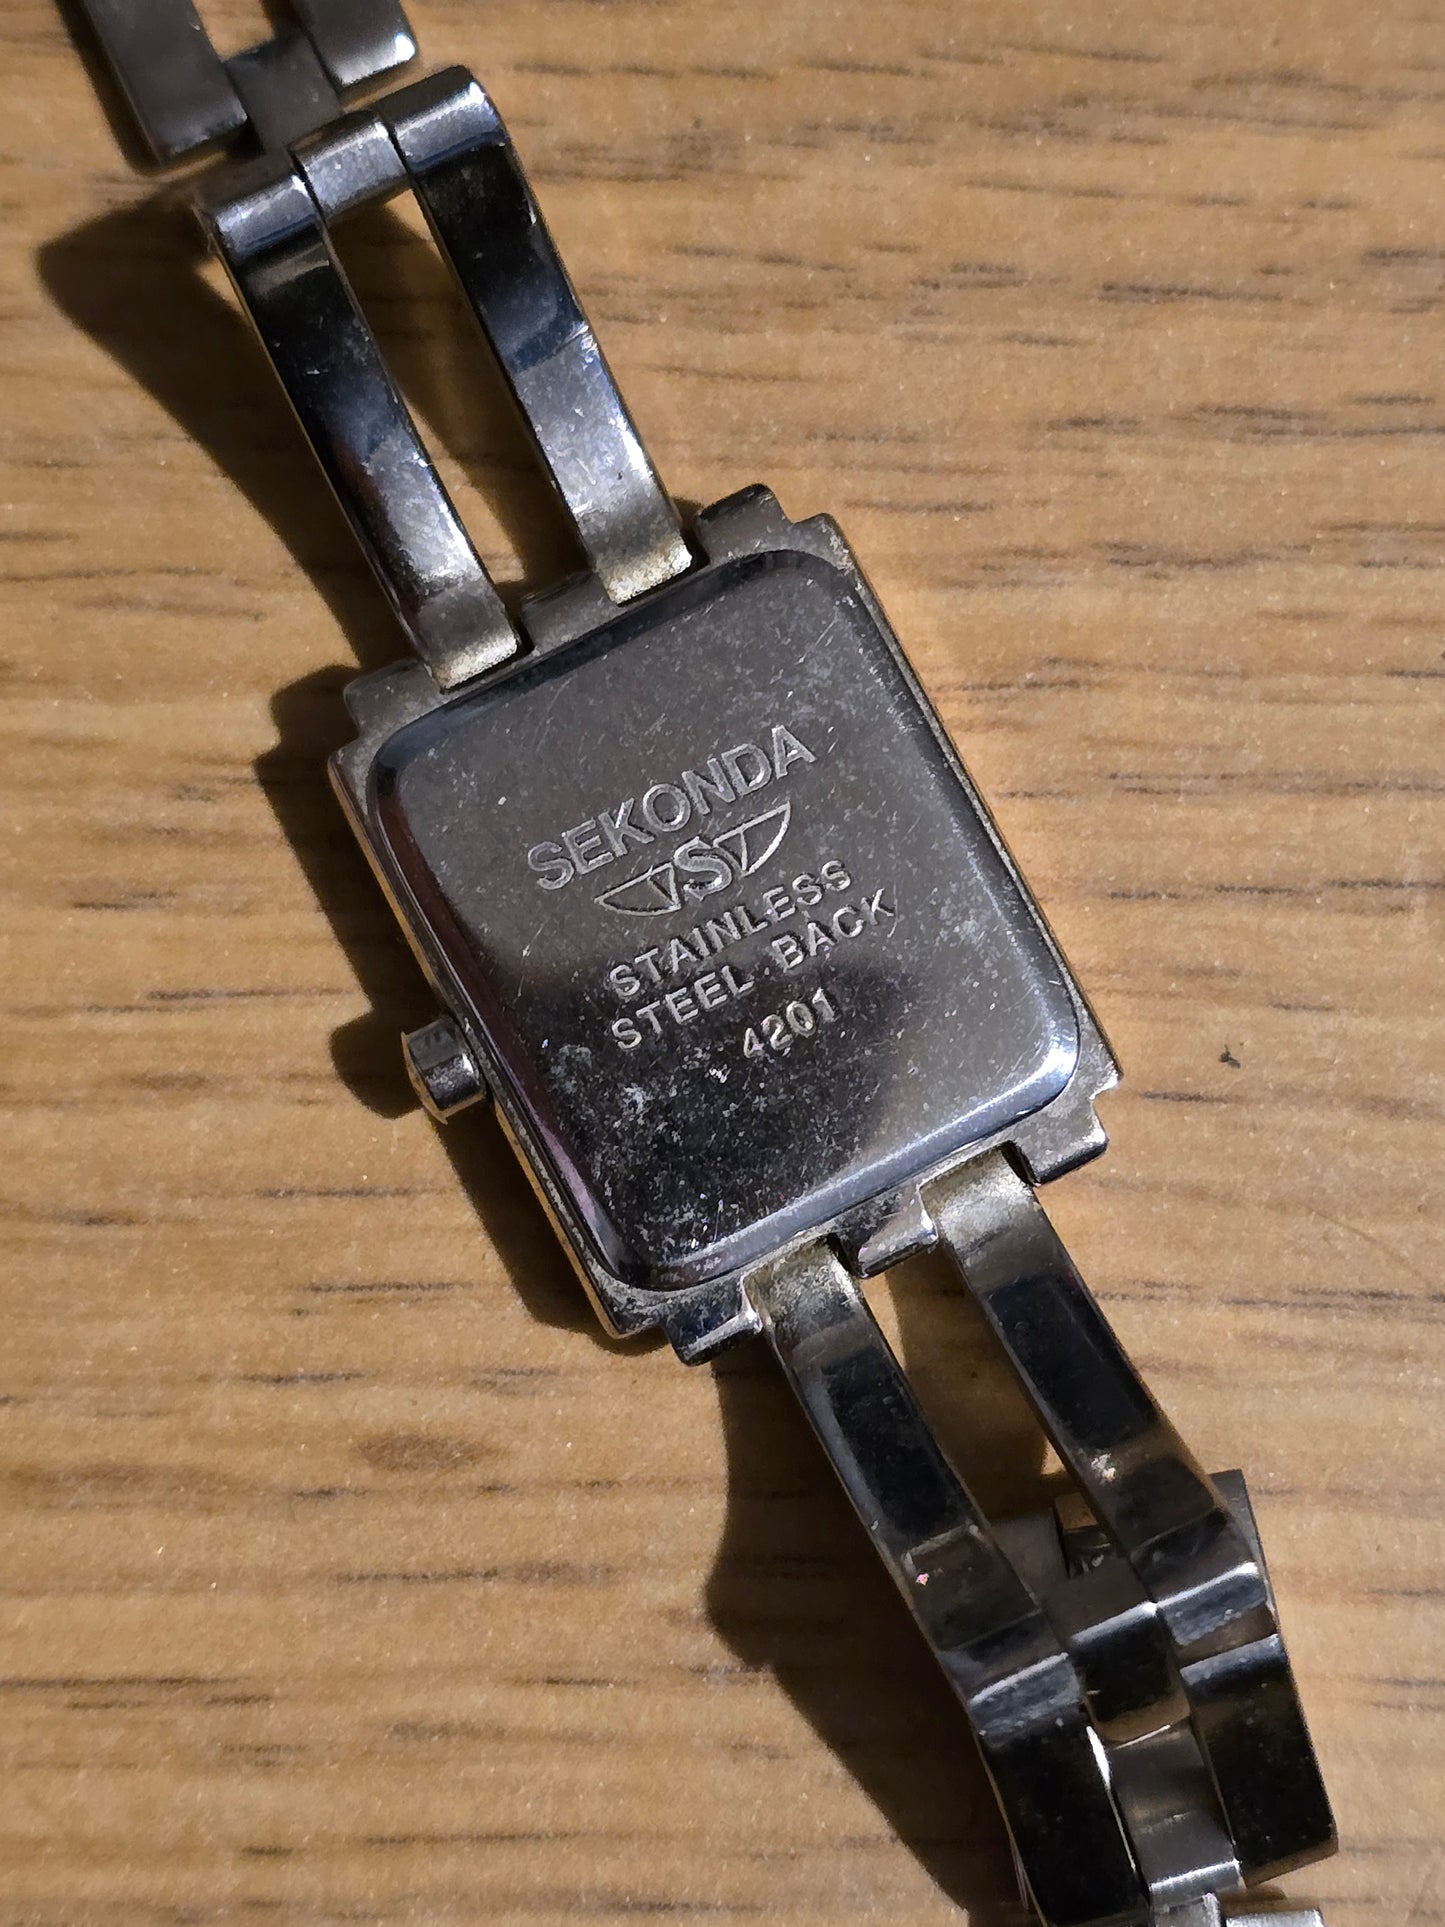 SEKONDA
S
STAINLESS
STEEL BACK
4201